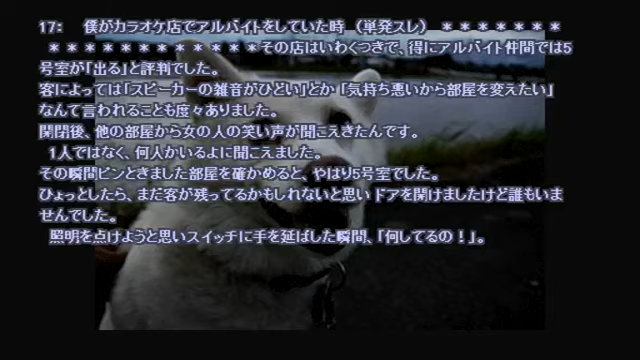 17:　僕がカラオケ店でアルバイトをしていた時 （単発スレ） ＊＊＊＊＊＊＊
＊＊＊＊＊＊＊＊＊＊＊＊その店はいわくつきで、得にアルバイト仲間では5
号室が「出る」と評判でした。
客によっては「スピーカーの雑音がひどい」とか 「気持ち悪いから部屋を変えたい」
なんて言われることも度々ありました。
開閉後、他の部屋から女の人の笑い声が聞こえきたんです。
1人ではなく、何人かいるよに聞こえました。
その瞬間ピンときました部屋を確かめると、やはり5号室でした。
ひょっとしたら、まだ客が残ってるかもしれないと思い ドアを開けましたけど誰もいま
せんでした。
照明を点けようと思いスイッチに手を延ばした瞬間、「何してるの！」。